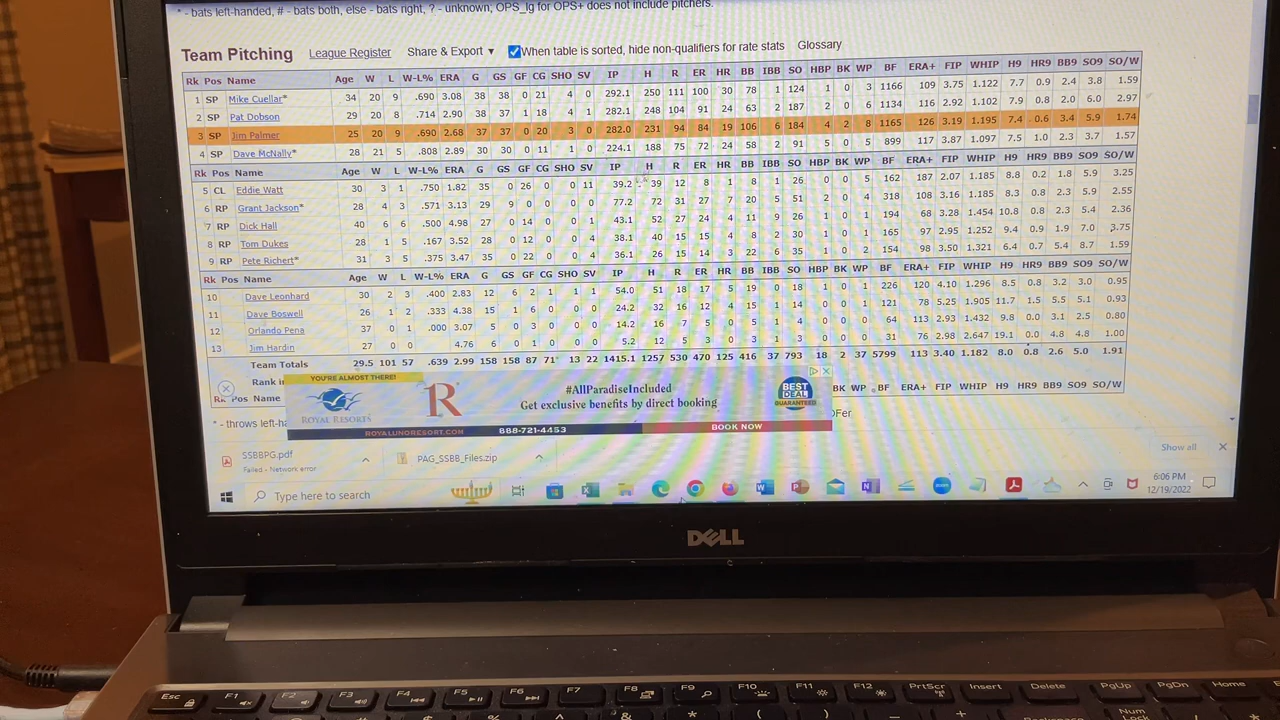 * - bats left-handed, # - bats both, else - bats right, ? - unknown; OPS_lg for OPS+ does not include pitchers.
Team Pitching League Register Share & Export ▼ When table is sorted, hide non-qualifiers for rate stats Glossary
Rk Pos Name Age W L W-L% ERA G GS GF CG SHO SV IP H R ER HR BB IBB SO HBP BK WP BF ERA+ FIP WHIP H9 HR9 BB9 SO9 SO/W
1 SP Mike Cuellar* 34 20 9 .690 3.08 38 38 0 21 4 0 292.1 250 111 100 30 78 1 124 1 0 3 1166 109 3.75 1.122 7.7 0.9 2.4 3.8 1.59
2 SP Pat Dobson 29 20 8 .714 2.90 38 37 1 18 4 1 282.1 248 104 91 24 63 2 187 2 0 6 1134 116 2.92 1.102 7.9 0.8 2.0 6.0 2.97
3 SP Jim Palmer 25 20 9 .690 2.68 37 37 0 20 3 0 282.0 231 94 84 19 106 6 184 4 2 8 1165 126 3.19 1.195 7.4 0.6 3.4 5.9 1.74
4 SP Dave McNally* 28 21 5 .808 2.89 30 30 0 11 1 0 224.1 188 75 72 24 58 2 91 5 0 5 899 117 3.87 1.097 7.5 1.0 2.3 3.7 1.57
Rk Pos Name Age W L W-L% ERA G GS GF CG SHO SV IP H R ER HR BB IBB SO HBP BK WP BF ERA+ FIP WHIP H9 HR9 BB9 SO9 SO/W
5 CL Eddie Watt 30 3 1 .750 1.82 35 0 26 0 0 11 39.2 39 12 8 1 8 1 26 0 0 5 162 187 2.07 1.185 8.8 0.2 1.8 5.9 3.25
6 RP Grant Jackson* 28 4 3 .571 3.13 29 9 0 0 0 0 77.2 72 31 27 7 20 5 51 2 0 4 318 108 3.16 1.185 8.3 0.8 2.3 5.9 2.55
7 RP Dick Hall 40 6 6 .500 4.98 27 0 14 0 0 1 43.1 52 27 24 4 11 9 26 1 0 1 194 68 3.28 1.454 10.8 0.8 2.3 5.4 2.36
8 RP Tom Dukes 28 1 5 .167 3.52 28 0 12 0 0 4 38.1 40 15 15 4 8 2 30 1 0 1 165 97 2.95 1.252 9.4 0.9 1.9 7.0 3.75
9 RP Pete Richert* 31 3 5 .375 3.47 35 0 22 0 0 4 36.1 26 15 14 3 22 6 35 1 0 2 154 98 3.50 1.321 6.4 0.7 5.4 8.7 1.59
Rk Pos Name Age W L W-L% ERA G GS GF CG SHO SV IP H R ER HR BB IBB SO HBP BK WP BF ERA+ FIP WHIP H9 HR9 BB9 SO9 SO/W
10 Dave Leonhard 30 2 3 .400 2.83 12 6 2 1 1 1 54.0 51 18 17 5 19 0 18 1 0 1 226 120 4.10 1.296 8.5 0.8 3.2 3.0 0.95
11 Dave Boswell 26 1 2 .333 4.38 15 1 6 0 0 0 24.2 32 16 12 4 15 1 14 0 0 1 121 78 5.25 1.905 11.7 1.5 5.5 5.1 0.93
12 Orlando Pena 37 0 1 .000 3.07 5 0 3 0 0 0 14.2 16 7 5 0 5 1 4 0 0 0 64 113 2.93 1.432 9.8 0.0 3.1 2.5 0.80
13 Jim Hardin 27 0 0 4.76 6 0 1 0 0 0 5.2 12 3 3 0 3 1 3 0 0 0 31 76 2.98 2.647 19.1 0.0 4.8 4.8 1.00
Team Totals 29.5 101 57 .639 2.99 158 158 87 71 13 22 1415.1 1257 530 470 125 416 37 793 18 2 37 5799 113 3.40 1.182 8.0 0.8 2.6 5.0 1.91
Rank in
Rk Pos Name BK WP BF ERA+ FIP WHIP H9 HR9 BB9 SO9 SO/W
* - throws left-ha
YOU'RE ALMOST THERE!
ROYAL RESORTS
R
#AllParadiseIncluded
Get exclusive benefits by direct booking
BEST DEAL GUARANTEED
ROYALUNORESORT.COM 888-721-4453 BOOK NOW
SSBBPG.pdf
Failed - Network error
PAG_SSBB_Files.zip
Show all
Type here to search
6:06 PM
12/19/2022
DELL
Esc F1 F2 F3 F4 F5 F6 F7 F8 F9 F10 F11 F12 PrtScr Insert Delete PgUp PgDn Home
Num
Backspace